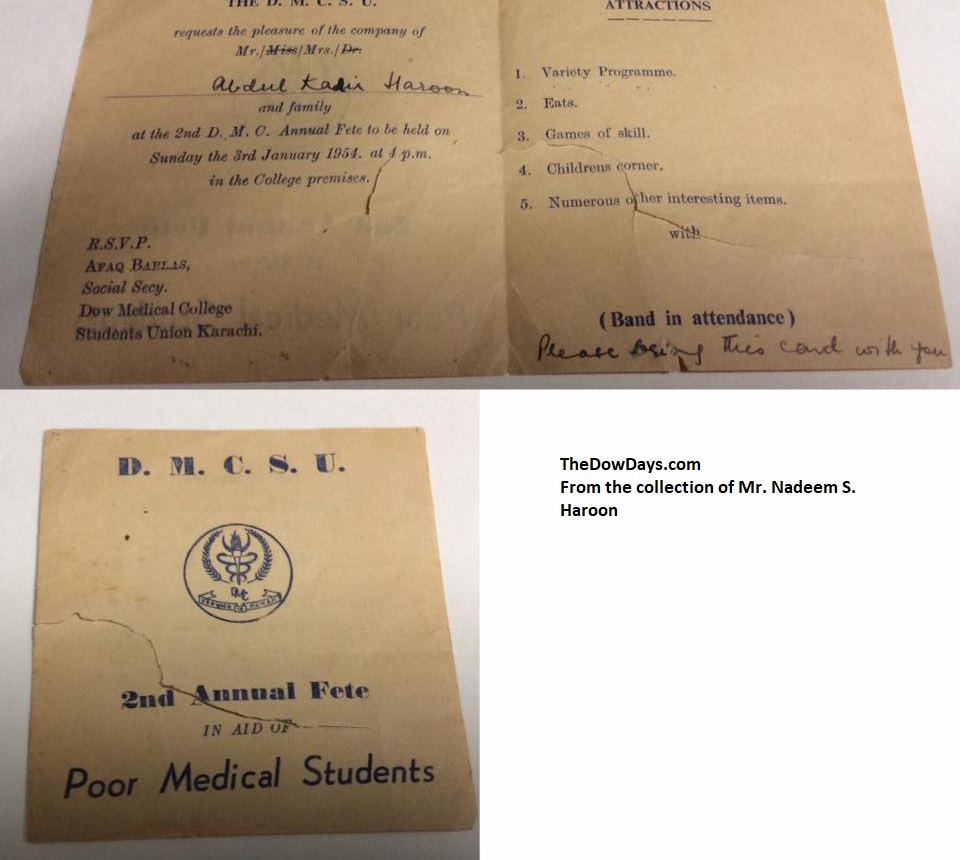 THE D. M. C. S. U.
requests the pleasure of the company of
Mr./Miss/Mrs./Dr.
Abdul Kadir Haroon
and family
at the 2nd D. M. C. Annual Fete to be held on
Sunday the 3rd January 1954. at 4 p.m.
in the College premises.
R.S.V.P.
AFAQ BARLAS,
Social Secy.
Dow Medical College
Students Union Karachi.
ATTRACTIONS
1. Variety Programme.
2. Eats.
3. Games of skill.
4. Childrens corner.
5. Numerous other interesting items.
with
(Band in attendance)
Please bring this card with you
D. M. C. S. U.
DMC
2nd Annual Fete
IN AID OF
Poor Medical Students
TheDowDays.com
From the collection of Mr. Nadeem S.
Haroon